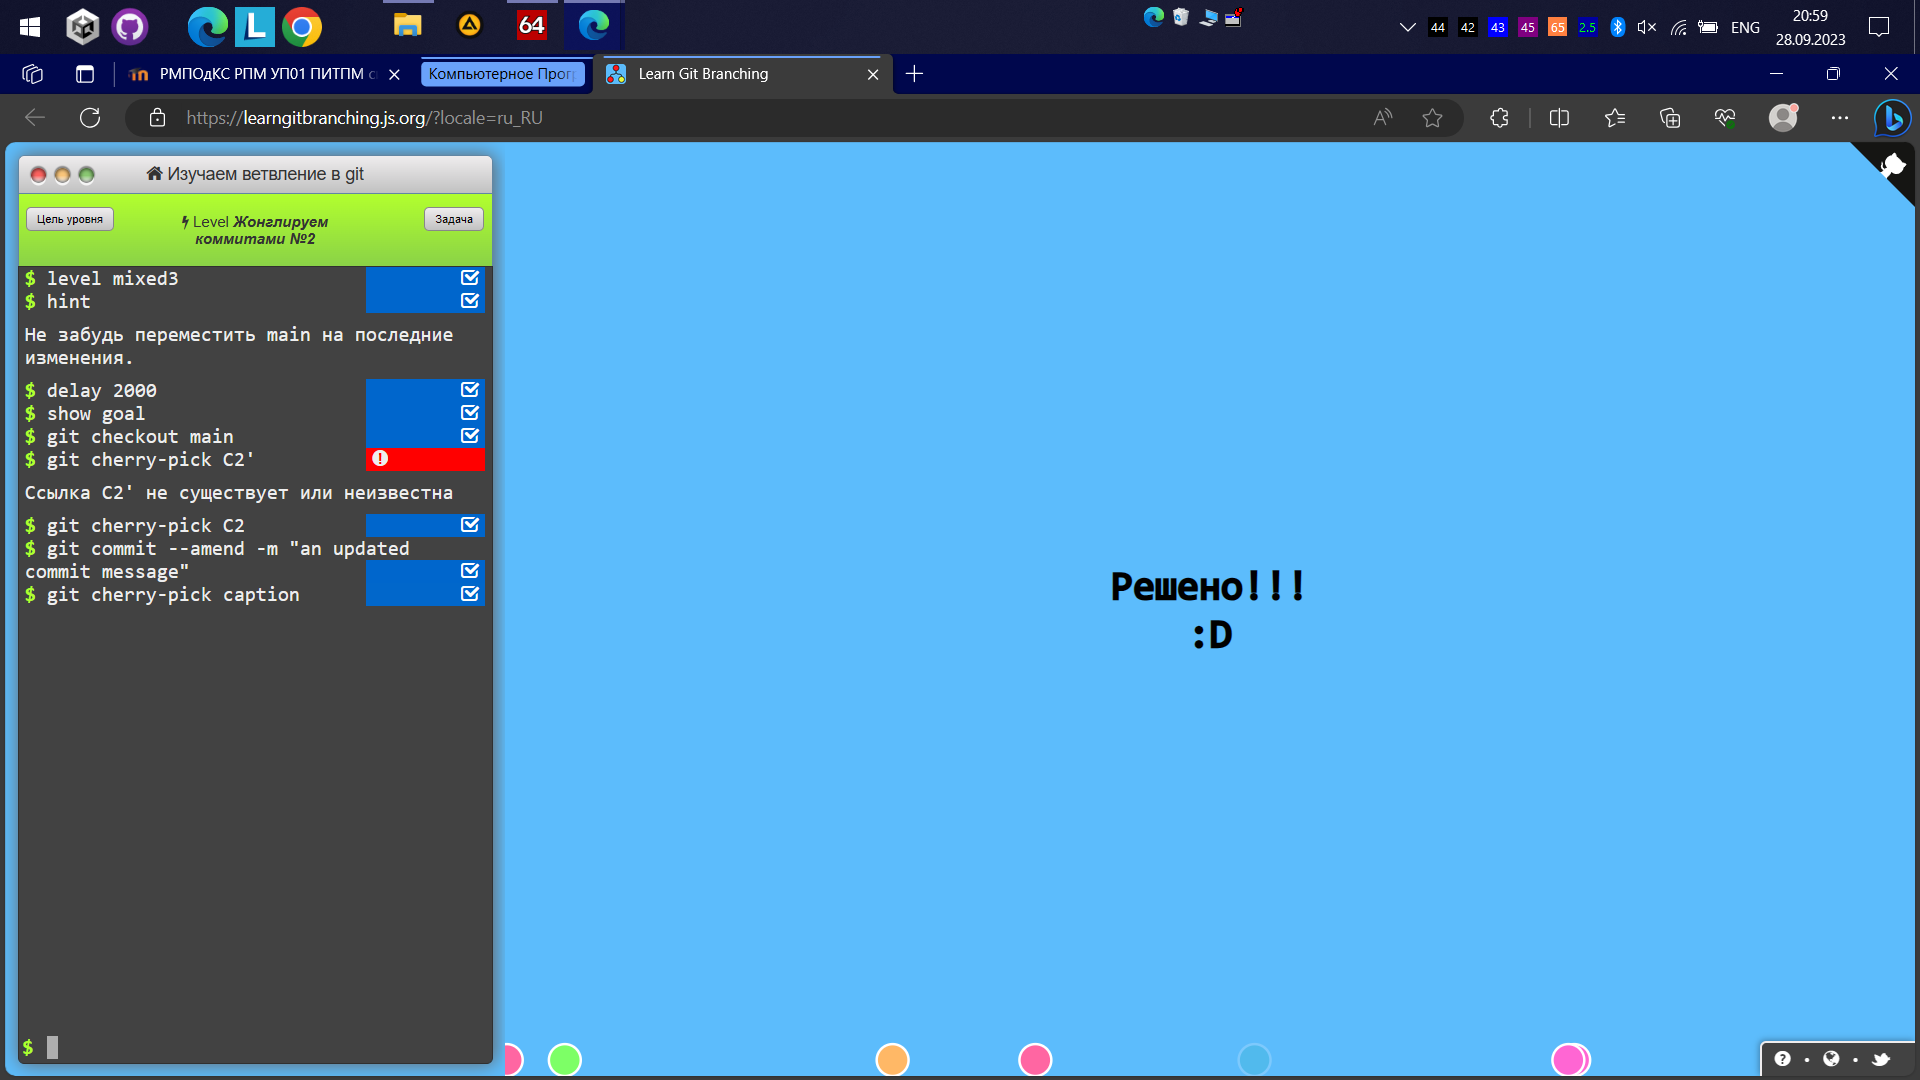 64
44
42
43
45
65
2.5
ENG
20:59
28.09.2023
РМПОдКС РПМ УП01 ПИТПМ
Компьютерное Прог
Learn Git Branching
https://learngitbranching.js.org/?locale=ru_RU
Изучаем ветвление в git
Цель уровня
Level Жонглируем
коммитами №2
Задача
$ level mixed3
$ hint
Не забудь переместить main на последние
изменения.
$ delay 2000
$ show goal
$ git checkout main
$ git cherry-pick C2'
Ссылка C2' не существует или неизвестна
$ git cherry-pick C2
$ git commit --amend -m "an updated
commit message"
$ git cherry-pick caption
$
Решено!!!
:D